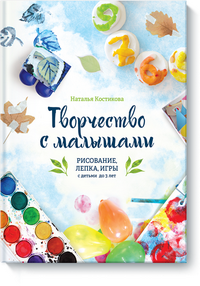 Наталья Костикова
Творчество
с малышами
РИСОВАНИЕ,
ЛЕПКА, ИГРЫ
С ДЕТЬМИ ДО 3 ЛЕТ